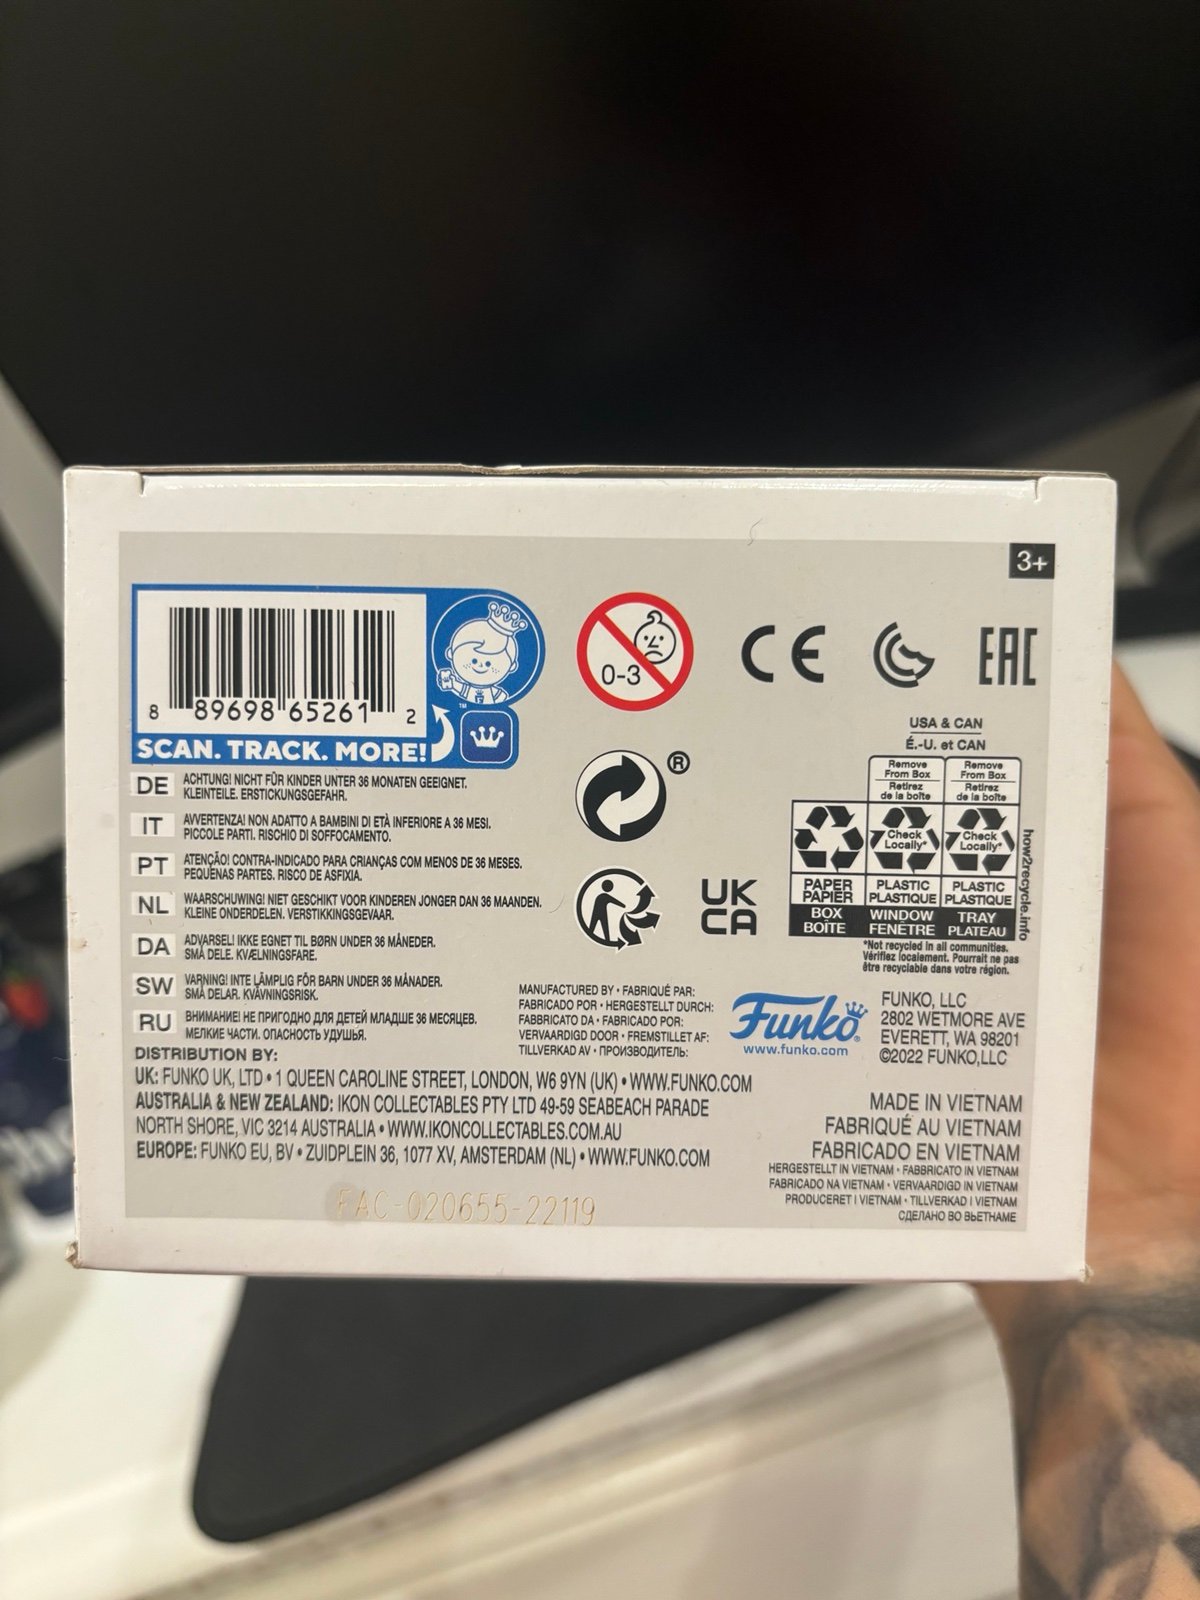 3+
8 89698 65261 2
SCAN. TRACK. MORE!
™
0-3
CE
EAC
®
UK
CA
USA & CAN
É.-U. et CAN
Remove
From Box
Retirez
de la boîte
Remove
From Box
Retirez
de la boîte
Check
Locally*
Check
Locally*
PAPER
PAPIER
PLASTIC
PLASTIQUE
PLASTIC
PLASTIQUE
BOX
BOÎTE
WINDOW
FENÊTRE
TRAY
PLATEAU
how2recycle.info
*Not recycled in all communities.
Vérifiez localement. Pourrait ne pas
être recyclable dans votre région.
DE ACHTUNG! NICHT FÜR KINDER UNTER 36 MONATEN GEEIGNET.
KLEINTEILE. ERSTICKUNGSGEFAHR.
IT AVVERTENZA! NON ADATTO A BAMBINI DI ETÀ INFERIORE A 36 MESI.
PICCOLE PARTI. RISCHIO DI SOFFOCAMENTO.
PT ATENÇÃO! CONTRA-INDICADO PARA CRIANÇAS COM MENOS DE 36 MESES.
PEQUENAS PARTES. RISCO DE ASFIXIA.
NL WAARSCHUWING! NIET GESCHIKT VOOR KINDEREN JONGER DAN 36 MAANDEN.
KLEINE ONDERDELEN. VERSTIKKINGSGEVAAR.
DA ADVARSEL! IKKE EGNET TIL BØRN UNDER 36 MÅNEDER.
SMÅ DELE. KVÆLNINGSFARE.
SW VARNING! INTE LÄMPLIG FÖR BARN UNDER 36 MÅNADER.
SMÅ DELAR. KVÄVNINGSRISK.
RU ВНИМАНИЕ! НЕ ПРИГОДНО ДЛЯ ДЕТЕЙ МЛАДШЕ 36 МЕСЯЦЕВ.
МЕЛКИЕ ЧАСТИ. ОПАСНОСТЬ УДУШЬЯ.
MANUFACTURED BY • FABRIQUÉ PAR:
FABRICADO POR • HERGESTELLT DURCH:
FABBRICATO DA • FABRICADO POR:
VERVAARDIGD DOOR • FREMSTILLET AF:
TILLVERKAD AV • ПРОИЗВОДИТЕЛЬ:
Funko®
www.funko.com
FUNKO, LLC
2802 WETMORE AVE
EVERETT, WA 98201
©2022 FUNKO,LLC
DISTRIBUTION BY:
UK: FUNKO UK, LTD • 1 QUEEN CAROLINE STREET, LONDON, W6 9YN (UK) • WWW.FUNKO.COM
AUSTRALIA & NEW ZEALAND: IKON COLLECTABLES PTY LTD 49-59 SEABEACH PARADE
NORTH SHORE, VIC 3214 AUSTRALIA • WWW.IKONCOLLECTABLES.COM.AU
EUROPE: FUNKO EU, BV • ZUIDPLEIN 36, 1077 XV, AMSTERDAM (NL) • WWW.FUNKO.COM
MADE IN VIETNAM
FABRIQUÉ AU VIETNAM
FABRICADO EN VIETNAM
HERGESTELLT IN VIETNAM • FABBRICATO IN VIETNAM
FABRICADO NA VIETNAM • VERVAARDIGD IN VIETNAM
PRODUCERET I VIETNAM • TILLVERKAD I VIETNAM
СДЕЛАНО ВО ВЬЕТНАМЕ
FAC-020655-22119